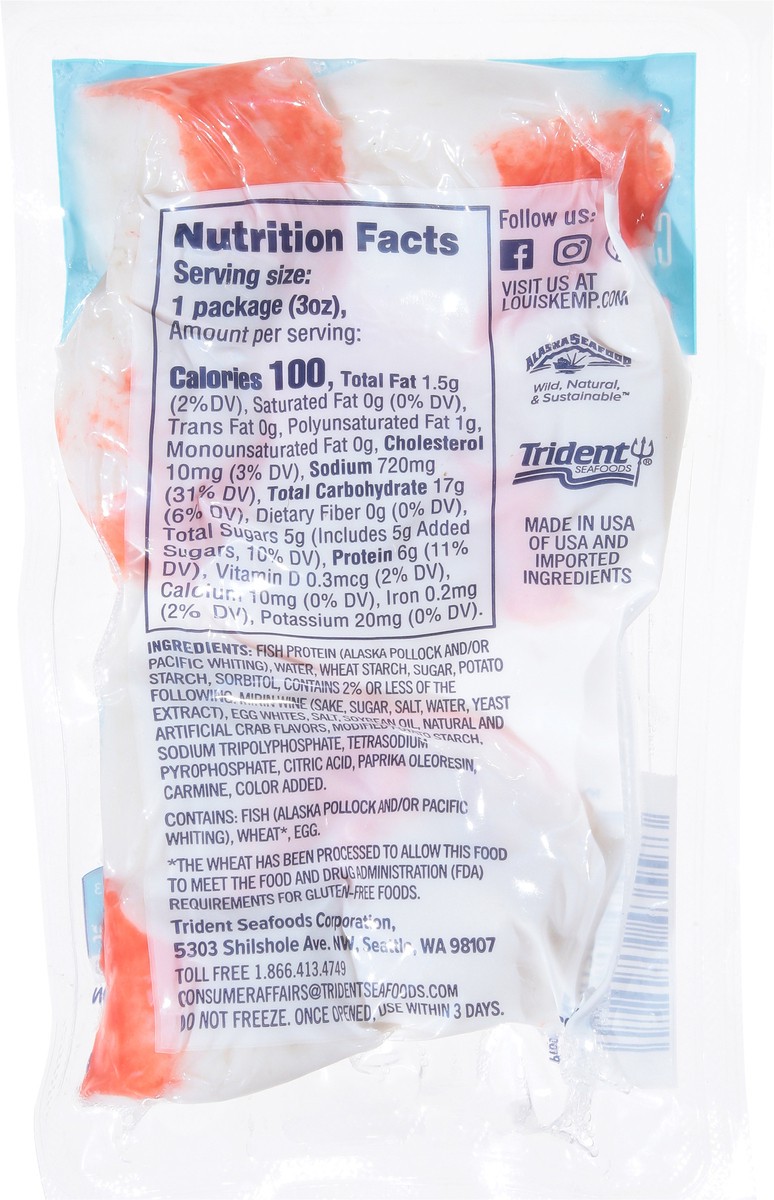 Nutrition Facts
Serving size:
1 package (3oz),
Amount per serving:
Calories 100, Total Fat 1.5g
(2%DV), Saturated Fat 0g (0% DV),
Trans Fat 0g, Polyunsaturated Fat 1g,
Monounsaturated Fat 0g, Cholesterol
10mg (3% DV), Sodium 720mg
(31% DV), Total Carbohydrate 17g
(6% DV), Dietary Fiber 0g (0% DV),
Total Sugars 5g (Includes 5g Added
Sugars, 10% DV), Protein 6g (11%
DV), Vitamin D 0.3mcg (2% DV),
Calcium 10mg (0% DV), Iron 0.2mg
(2% DV), Potassium 20mg (0% DV).
Follow us:
VISIT US AT
LOUISKEMP.COM
ALASKA SEAFOOD
Wild, Natural,
& Sustainable™
Trident®
SEAFOODS
MADE IN USA
OF USA AND
IMPORTED
INGREDIENTS
INGREDIENTS: FISH PROTEIN (ALASKA POLLOCK AND/OR
PACIFIC WHITING), WATER, WHEAT STARCH, SUGAR, POTATO
STARCH, SORBITOL, CONTAINS 2% OR LESS OF THE
FOLLOWING: MIRIN WINE (SAKE, SUGAR, SALT, WATER, YEAST
EXTRACT), EGG WHITES, SALT, SOYBEAN OIL, NATURAL AND
ARTIFICIAL CRAB FLAVORS, MODIFIED POTATO STARCH,
SODIUM TRIPOLYPHOSPHATE, TETRASODIUM
PYROPHOSPHATE, CITRIC ACID, PAPRIKA OLEORESIN,
CARMINE, COLOR ADDED.
CONTAINS: FISH (ALASKA POLLOCK AND/OR PACIFIC
WHITING), WHEAT*, EGG.
*THE WHEAT HAS BEEN PROCESSED TO ALLOW THIS FOOD
TO MEET THE FOOD AND DRUG ADMINISTRATION (FDA)
REQUIREMENTS FOR GLUTEN-FREE FOODS.
Trident Seafoods Corporation,
5303 Shilshole Ave. NW, Seattle, WA 98107
TOLL FREE 1.866.413.4749
CONSUMERAFFAIRS@TRIDENTSEAFOODS.COM
DO NOT FREEZE. ONCE OPENED, USE WITHIN 3 DAYS.